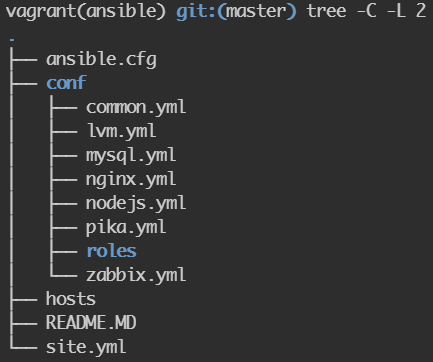 vagrant(ansible) git:(master) tree -C -L 2
.
├── ansible.cfg
├── conf
│   ├── common.yml
│   ├── lvm.yml
│   ├── mysql.yml
│   ├── nginx.yml
│   ├── nodejs.yml
│   ├── pika.yml
│   ├── roles
│   └── zabbix.yml
├── hosts
├── README.MD
└── site.yml